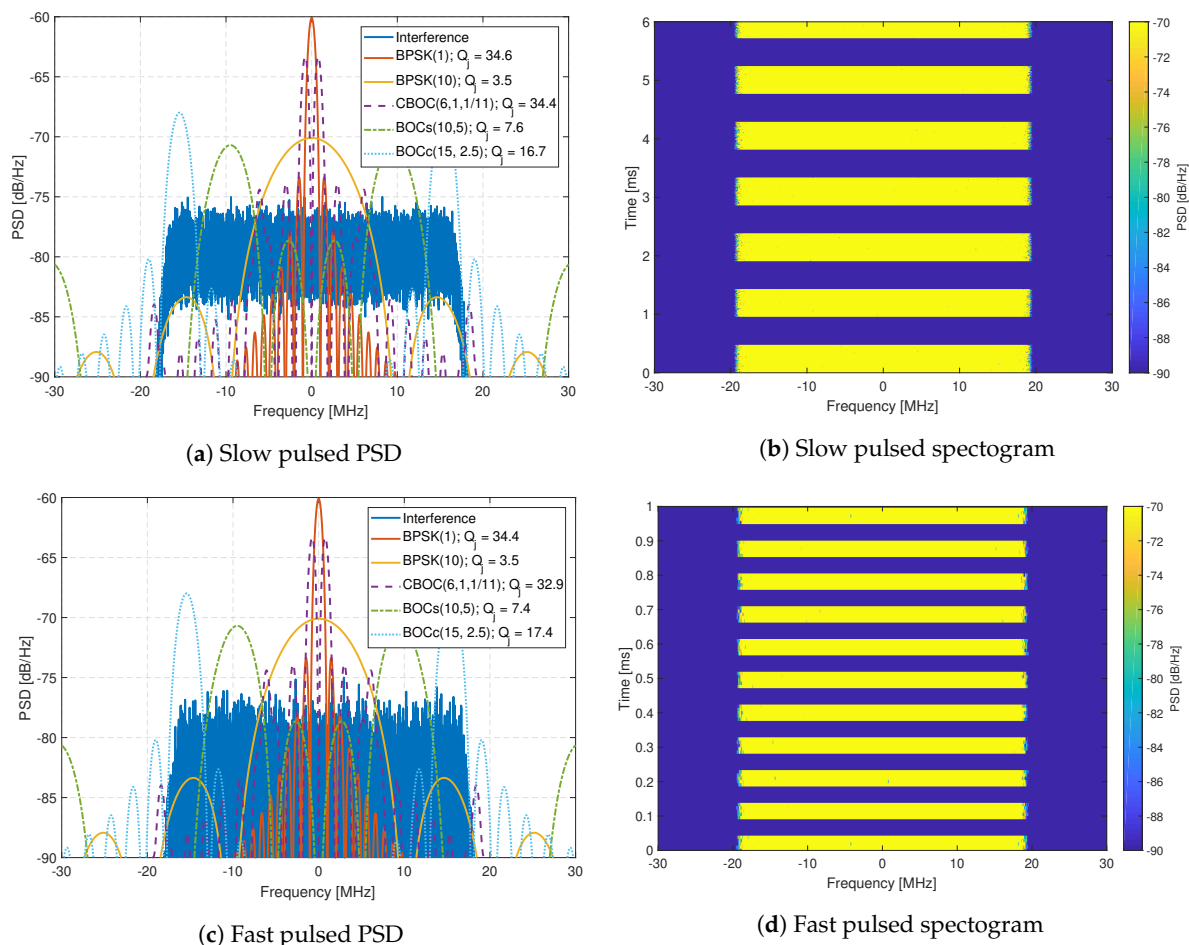 -60
-65
-70
-75
-80
-85
-90
PSD [dB/Hz]
Interference
BPSK(1); Q_j = 34.6
BPSK(10); Q_j = 3.5
CBOC(6,1,1/11); Q_j = 34.4
BOCs(10,5); Q_j = 7.6
BOCc(15, 2.5); Q_j = 16.7
-30 -20 -10 0 10 20 30
Frequency [MHz]
(a) Slow pulsed PSD
6
5
4
3
2
1
0
Time [ms]
-30 -20 -10 0 10 20 30
Frequency [MHz]
-70
-72
-74
-76
-78
-80
-82
-84
-86
-88
-90
PSD [dB/Hz]
(b) Slow pulsed spectogram
-60
-65
-70
-75
-80
-85
-90
PSD [dB/Hz]
Interference
BPSK(1); Q_j = 34.4
BPSK(10); Q_j = 3.5
CBOC(6,1,1/11); Q_j = 32.9
BOCs(10,5); Q_j = 7.4
BOCc(15, 2.5); Q_j = 17.4
-30 -20 -10 0 10 20 30
Frequency [MHz]
(c) Fast pulsed PSD
1
0.9
0.8
0.7
0.6
0.5
0.4
0.3
0.2
0.1
0
Time [ms]
-30 -20 -10 0 10 20 30
Frequency [MHz]
-70
-72
-74
-76
-78
-80
-82
-84
-86
-88
-90
PSD [dB/Hz]
(d) Fast pulsed spectogram